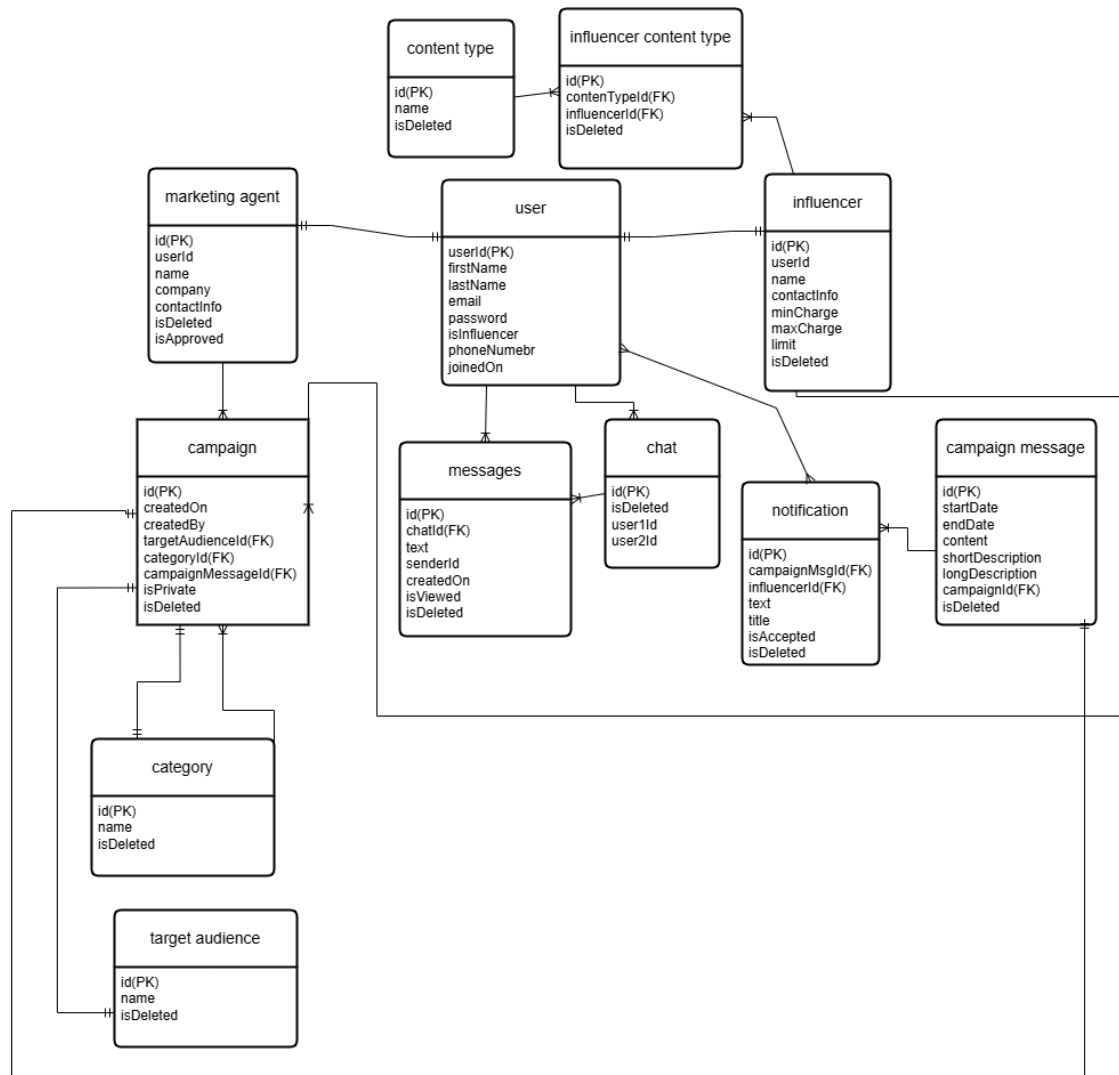 content type
id(PK)
name
isDeleted
influencer content type
id(PK)
contenTypeId(FK)
influencerId(FK)
isDeleted
marketing agent
id(PK)
userId
name
company
contactInfo
isDeleted
isApproved
user
userId(PK)
firstName
lastName
email
password
isInfluencer
phoneNumebr
joinedOn
influencer
id(PK)
userId
name
contactInfo
minCharge
maxCharge
limit
isDeleted
campaign
id(PK)
createdOn
createdBy
targetAudienceId(FK)
categoryId(FK)
campaignMessageId(FK)
isPrivate
isDeleted
messages
id(PK)
chatId(FK)
text
senderId
createdOn
isViewed
isDeleted
chat
id(PK)
isDeleted
user1Id
user2Id
notification
id(PK)
campaignMsgId(FK)
influencerId(FK)
text
title
isAccepted
isDeleted
campaign message
id(PK)
startDate
endDate
content
shortDescription
longDescription
campaignId(FK)
isDeleted
category
id(PK)
name
isDeleted
target audience
id(PK)
name
isDeleted